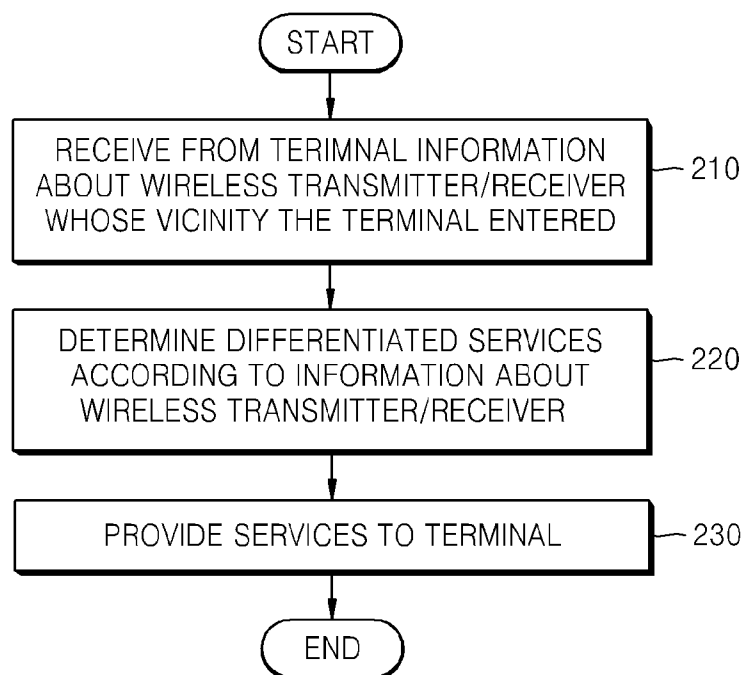 START
RECEIVE FROM TERIMNAL INFORMATION
ABOUT WIRELESS TRANSMITTER/RECEIVER
WHOSE VICINITY THE TERMINAL ENTERED
210
DETERMINE DIFFERENTIATED SERVICES
ACCORDING TO INFORMATION ABOUT
WIRELESS TRANSMITTER/RECEIVER
220
PROVIDE SERVICES TO TERMINAL
230
END